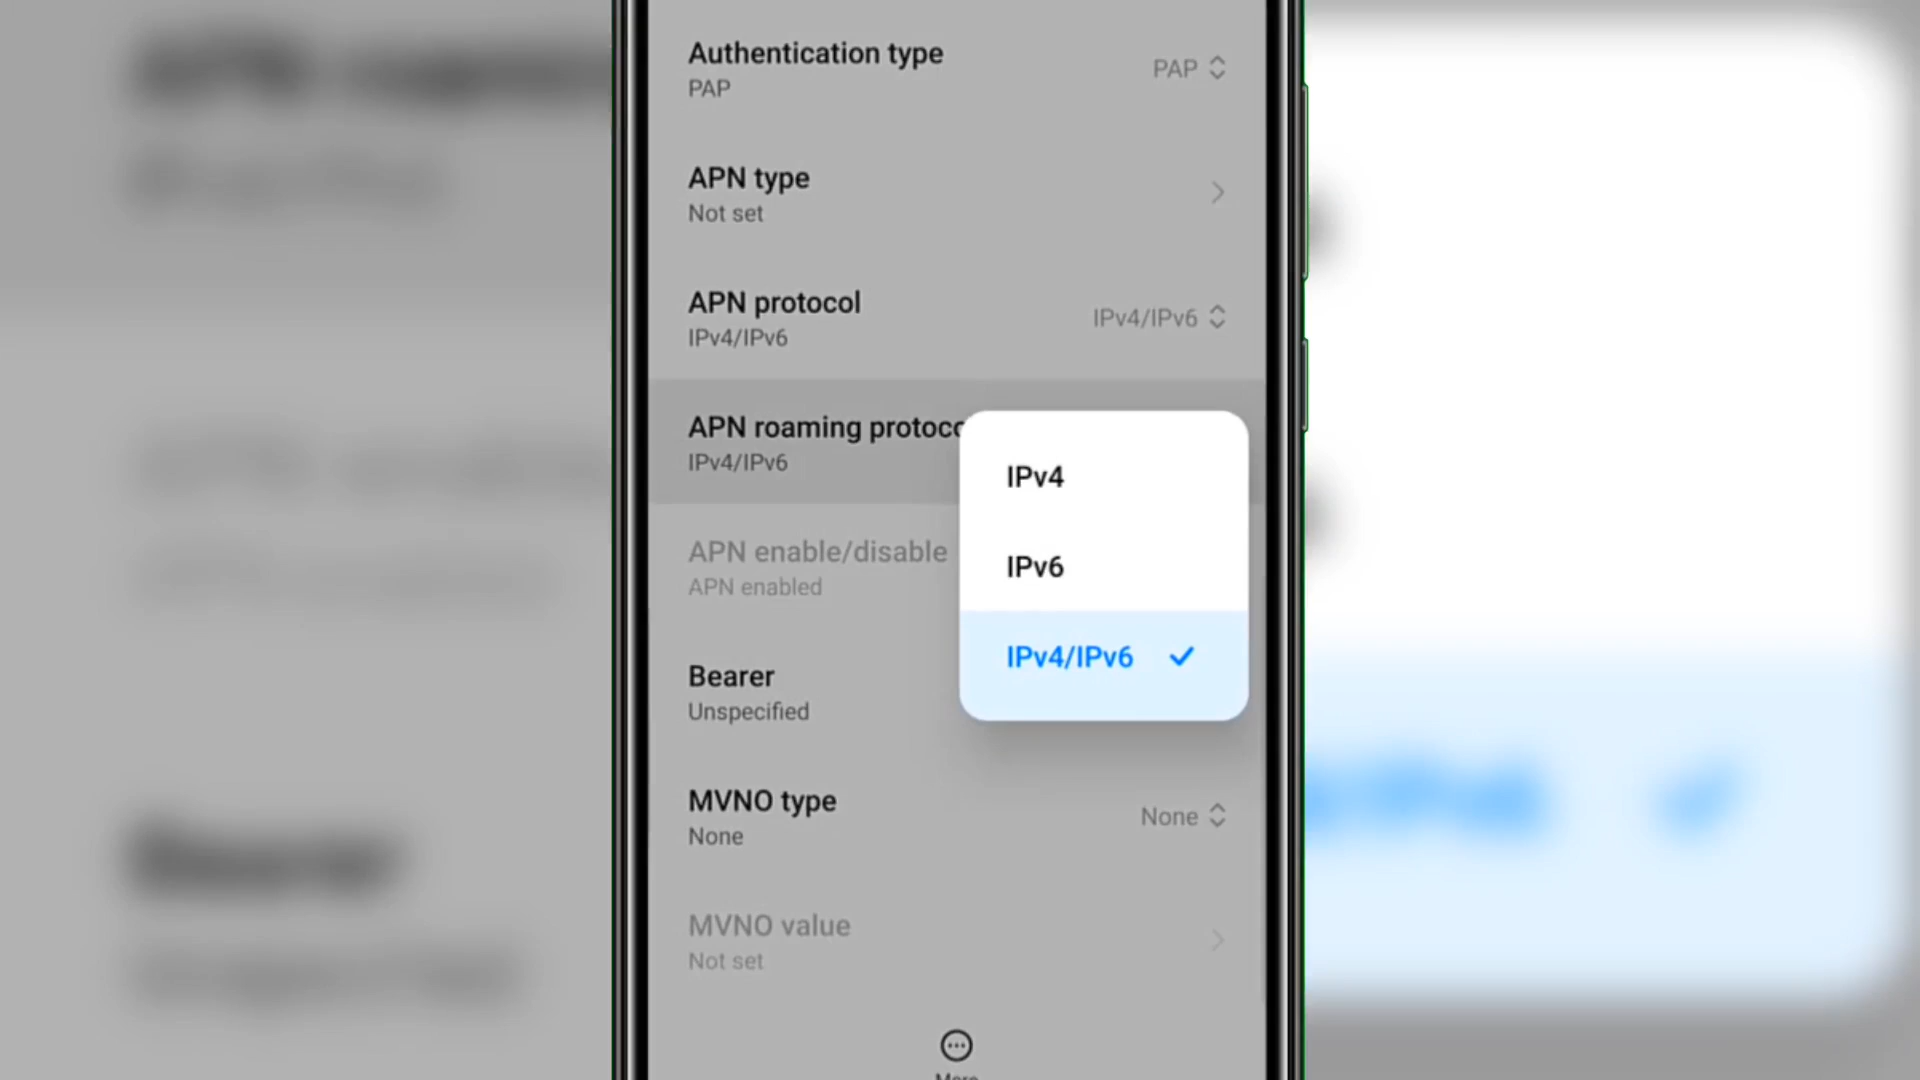 Authentication type
PAP
PAP
APN type
Not set
APN protocol
IPv4/IPv6
IPv4/IPv6
APN roaming protoco
IPv4/IPv6
IPv4
IPv6
IPv4/IPv6
APN enable/disable
APN enabled
Bearer
Unspecified
MVNO type
None
None
MVNO value
Not set
More